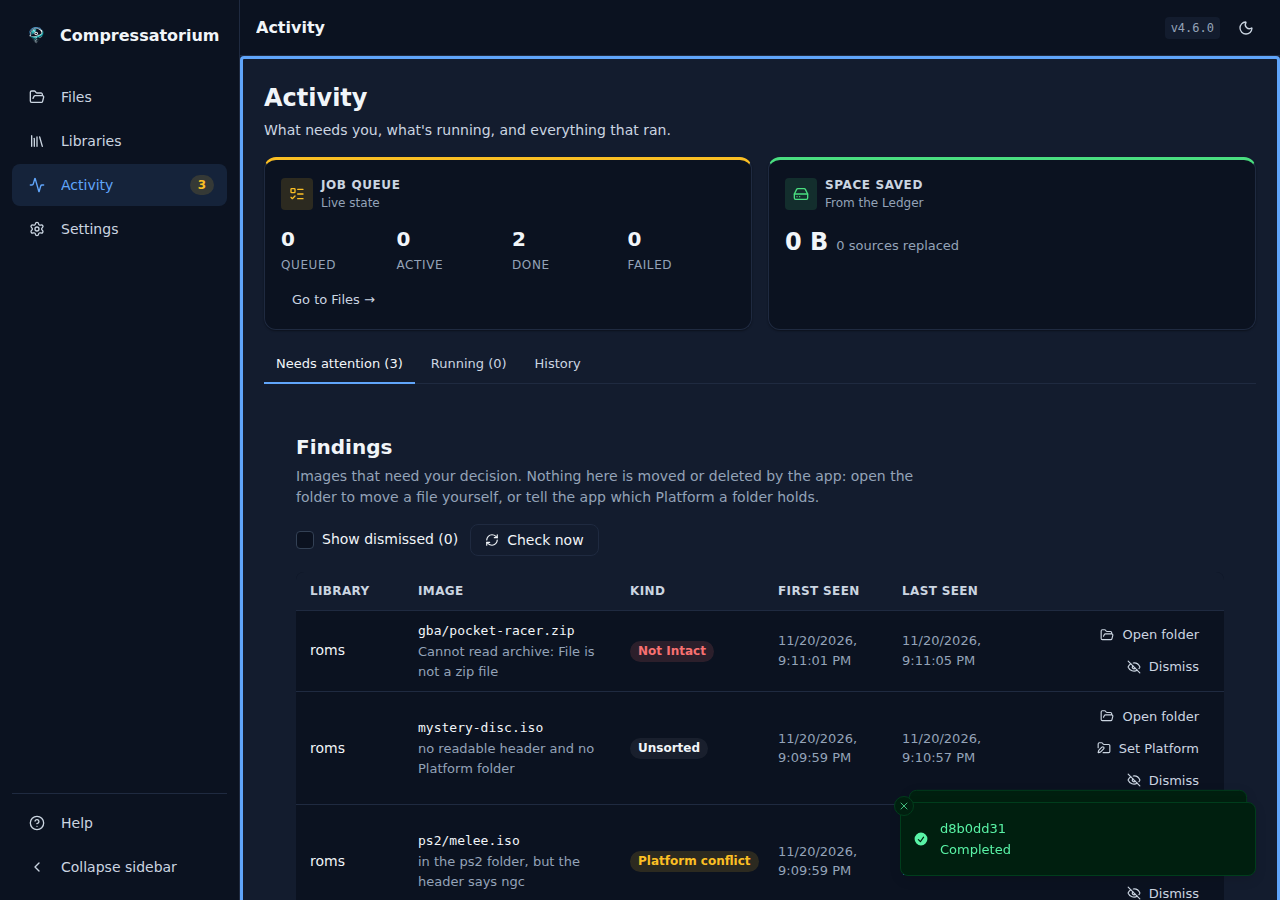 Compressatorium
Activity
v4.6.0
Files
Libraries
Activity
3
Settings
Help
Collapse sidebar
Activity
What needs you, what's running, and everything that ran.
JOB QUEUE
Live state
0
QUEUED
0
ACTIVE
2
DONE
0
FAILED
Go to Files →
SPACE SAVED
From the Ledger
0 B 0 sources replaced
Needs attention (3)
Running (0)
History
Findings
Images that need your decision. Nothing here is moved or deleted by the app: open the
folder to move a file yourself, or tell the app which Platform a folder holds.
Show dismissed (0)
Check now
LIBRARY
IMAGE
KIND
FIRST SEEN
LAST SEEN
roms
gba/pocket-racer.zip
Cannot read archive: File is
not a zip file
Not Intact
11/20/2026,
9:11:01 PM
11/20/2026,
9:11:05 PM
Open folder
Dismiss
roms
mystery-disc.iso
no readable header and no
Platform folder
Unsorted
11/20/2026,
9:09:59 PM
11/20/2026,
9:10:57 PM
Open folder
Set Platform
Dismiss
roms
ps2/melee.iso
in the ps2 folder, but the
header says ngc
Platform conflict
11/20/2026,
9:09:59 PM
Dismiss
d8b0dd31
Completed